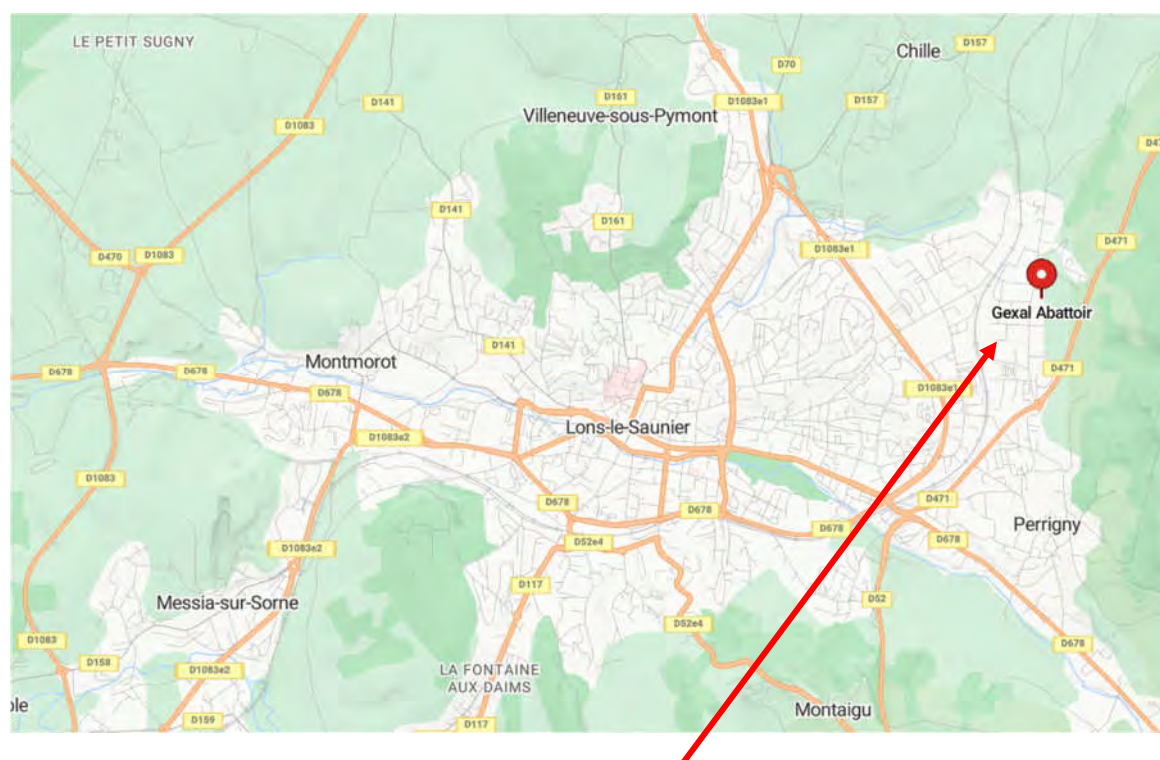 LE PETIT SUGNY
Chille
D157
D70
D161
D141
D1083e1
D157
Villeneuve-sous-Pymont
D1083
D141
D161
D1083e1
D471
D470
D1083
Gexal Abattoir
D141
Montmorot
D678
D678
D471
D678
D1083e1
Lons-le-Saunier
D1083e2
D1083
D678
D678
D471
D678
D678
Perrigny
D52e4
D1083e2
D117
D52
Messia-sur-Sorne
D52e4
D1083
D678
D158
D1083e2
LA FONTAINE
AUX DAIMS
Montaigu
D159
D117